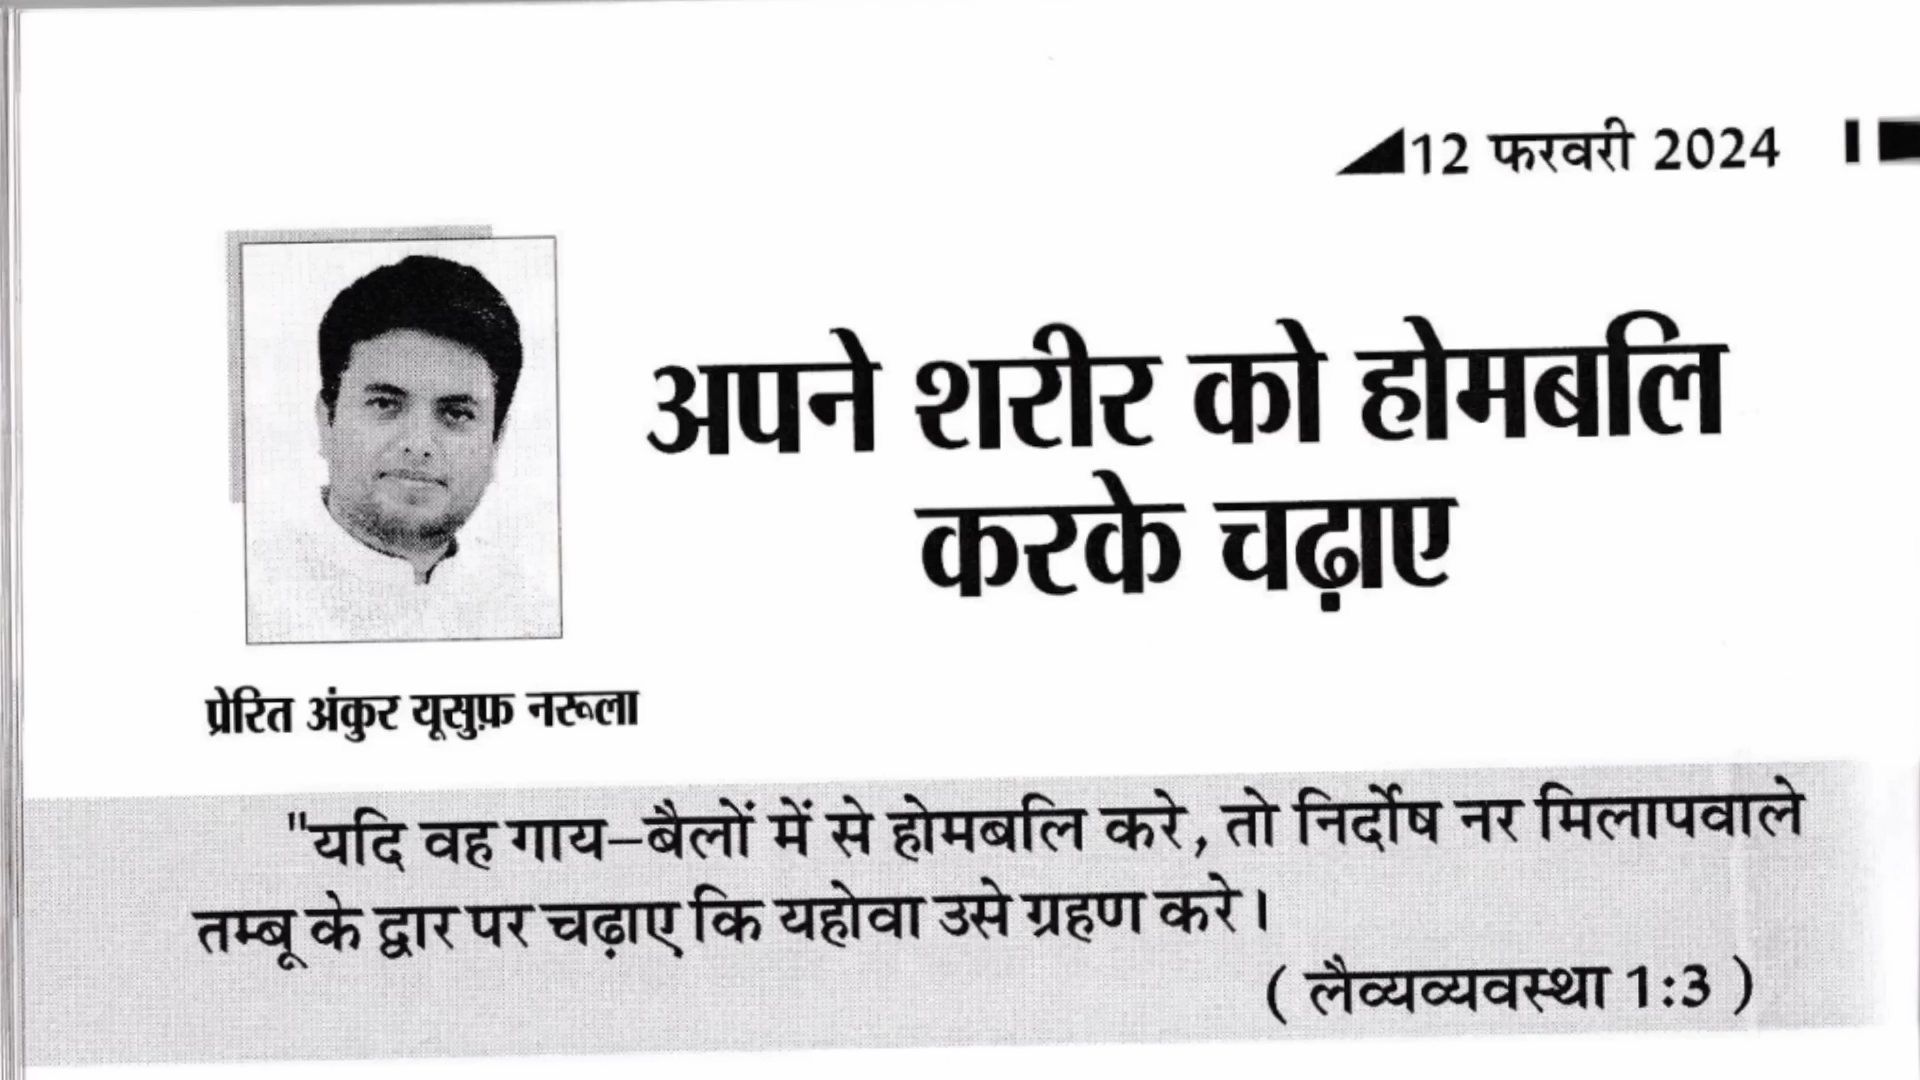 12 फरवरी 2024
अपने शरीर को होमबलि
करके चढ़ाए
प्रेरित अंकुर यूसुफ़ नरूला
"यदि वह गाय–बैलों में से होमबलि करे, तो निर्दोष नर मिलापवाले
तम्बू के द्वार पर चढ़ाए कि यहोवा उसे ग्रहण करे।
( लैव्यव्यवस्था 1:3 )